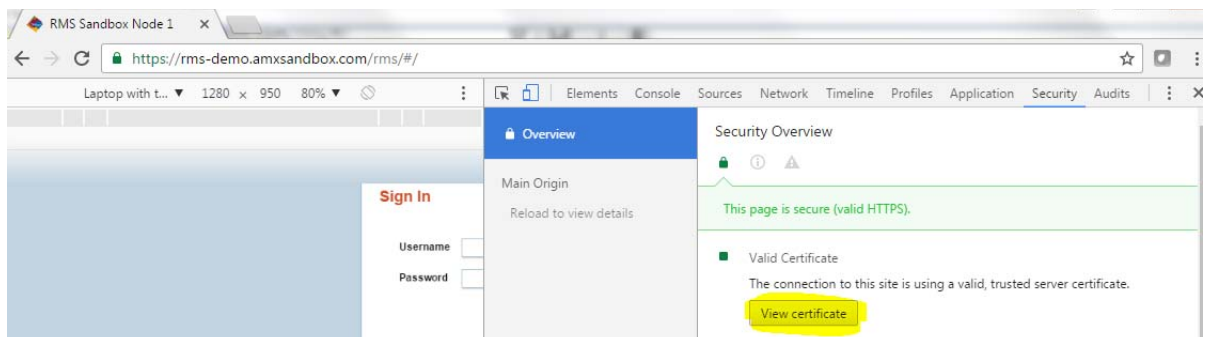 RMS Sandbox Node 1
https://rms-demo.amxsandbox.com/rms/#/
Laptop with t... 1280 × 950 80%
Elements Console Sources Network Timeline Profiles Application Security Audits
Overview
Main Origin
Reload to view details
Security Overview
This page is secure (valid HTTPS).
Valid Certificate
The connection to this site is using a valid, trusted server certificate.
View certificate
Sign In
Username
Password